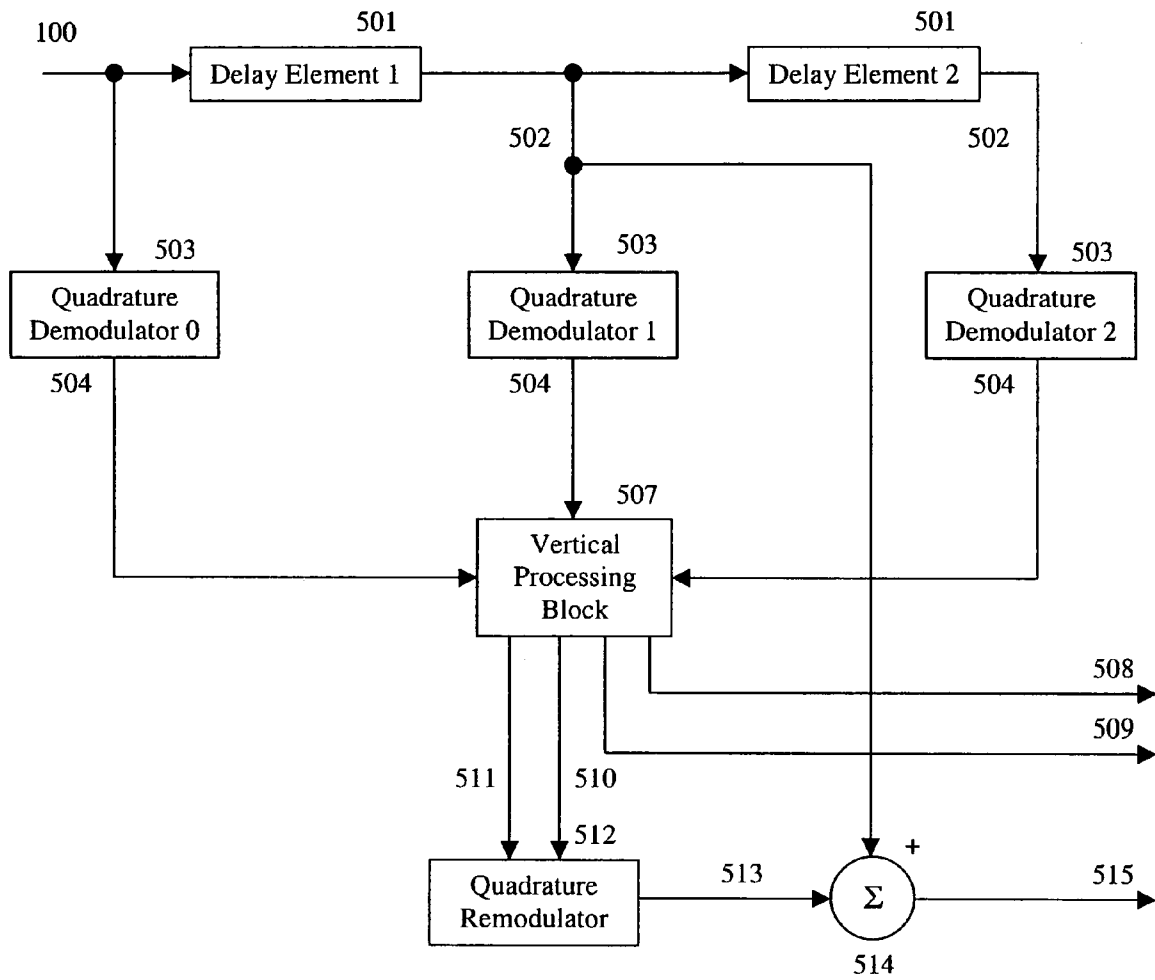 100
501
501
Delay Element 1
Delay Element 2
502
502
503
503
503
Quadrature
Demodulator 0
Quadrature
Demodulator 1
Quadrature
Demodulator 2
504
504
504
507
Vertical
Processing
Block
508
509
511
510
512
+
Quadrature
Remodulator
513
Σ
515
514